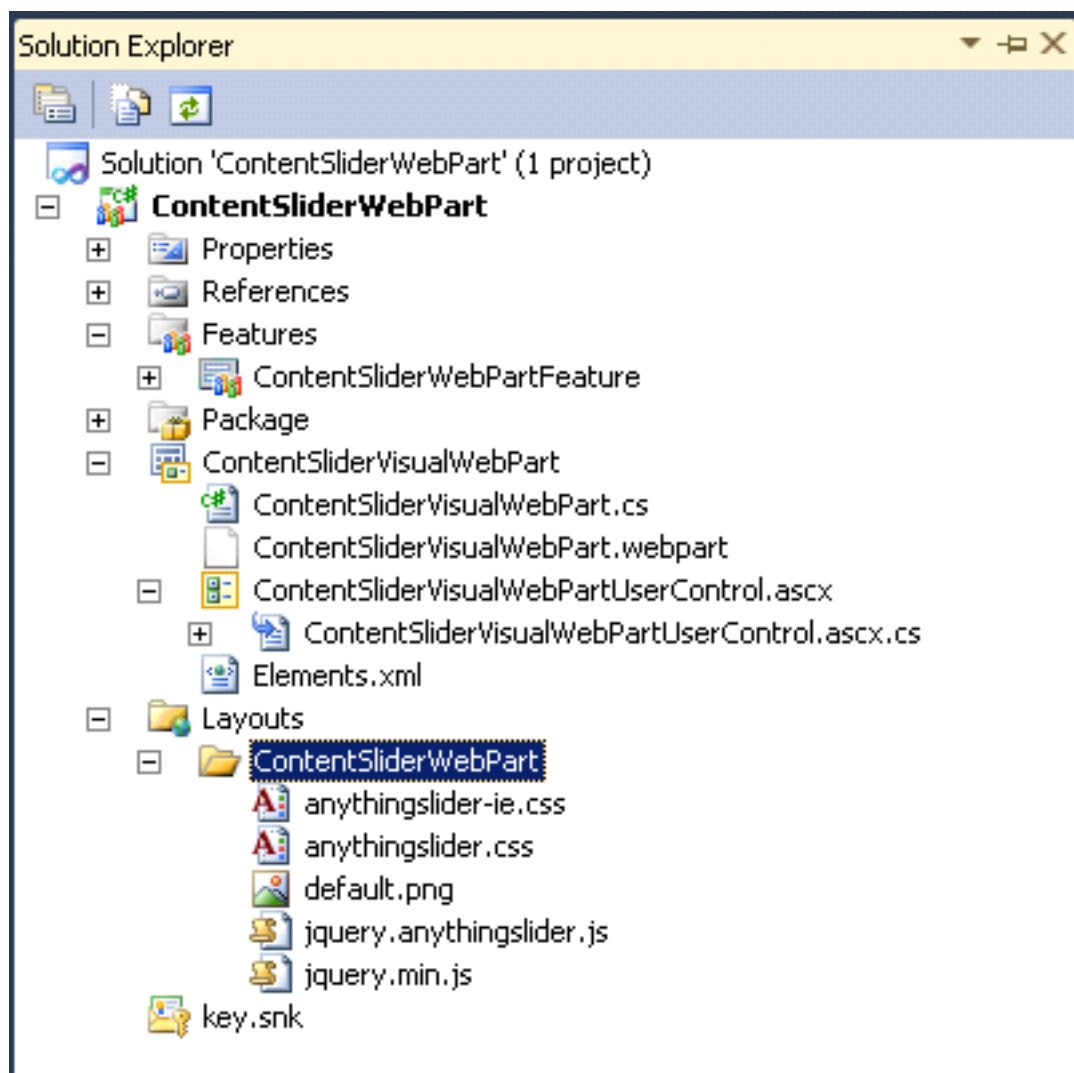 Solution Explorer
Solution 'ContentSliderWebPart' (1 project)
ContentSliderWebPart
Properties
References
Features
ContentSliderWebPartFeature
Package
ContentSliderVisualWebPart
ContentSliderVisualWebPart.cs
ContentSliderVisualWebPart.webpart
ContentSliderVisualWebPartUserControl.ascx
ContentSliderVisualWebPartUserControl.ascx.cs
Elements.xml
Layouts
ContentSliderWebPart
anythingslider-ie.css
anythingslider.css
default.png
jquery.anythingslider.js
jquery.min.js
key.snk